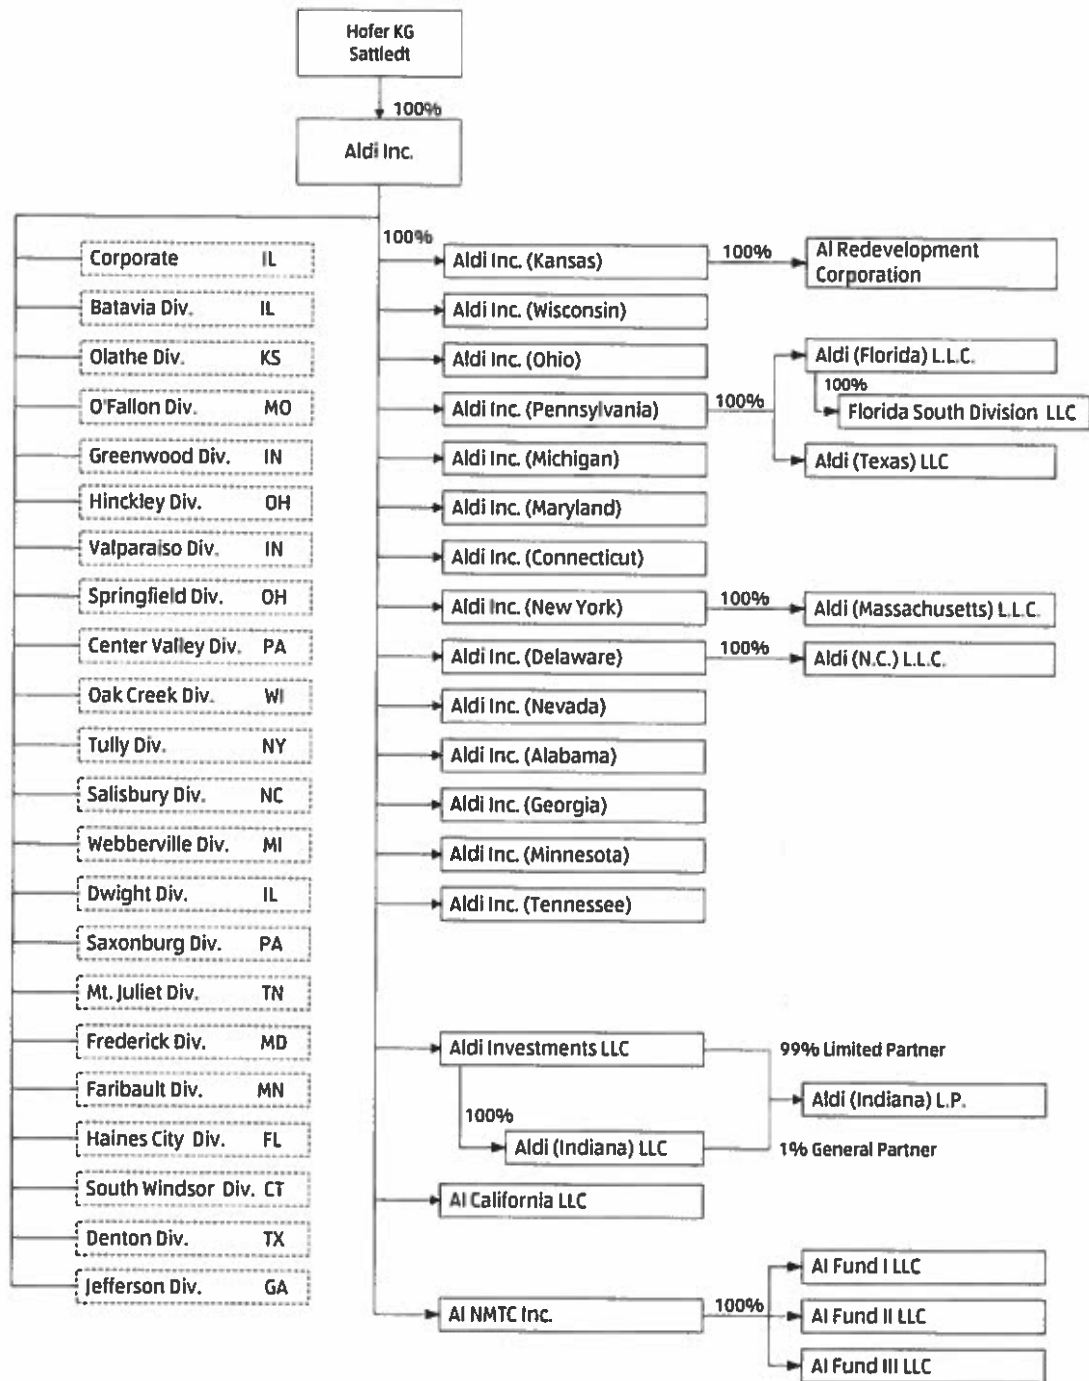 Hofer KG
Sattledt
100%
Aldi Inc.
Corporate IL
Batavia Div. IL
Olathe Div. KS
O'Fallon Div. MO
Greenwood Div. IN
Hinckley Div. OH
Valparaiso Div. IN
Springfield Div. OH
Center Valley Div. PA
Oak Creek Div. WI
Tully Div. NY
Salisbury Div. NC
Webberville Div. MI
Dwight Div. IL
Saxonburg Div. PA
Mt. Juliet Div. TN
Frederick Div. MD
Faribault Div. MN
Haines City Div. FL
South Windsor Div. CT
Denton Div. TX
Jefferson Div. GA
100%
Aldi Inc. (Kansas)
100%
AI Redevelopment
Corporation
Aldi Inc. (Wisconsin)
Aldi Inc. (Ohio)
Aldi Inc. (Pennsylvania)
100%
Aldi (Florida) L.L.C.
100%
Florida South Division LLC
Aldi (Texas) LLC
Aldi Inc. (Michigan)
Aldi Inc. (Maryland)
Aldi Inc. (Connecticut)
Aldi Inc. (New York)
100%
Aldi (Massachusetts) L.L.C.
Aldi Inc. (Delaware)
100%
Aldi (N.C.) L.L.C.
Aldi Inc. (Nevada)
Aldi Inc. (Alabama)
Aldi Inc. (Georgia)
Aldi Inc. (Minnesota)
Aldi Inc. (Tennessee)
Aldi Investments LLC
99% Limited Partner
100%
Aldi (Indiana) LLC
1% General Partner
Aldi (Indiana) L.P.
AI California LLC
AI NMTC Inc.
100%
AI Fund I LLC
AI Fund II LLC
AI Fund III LLC